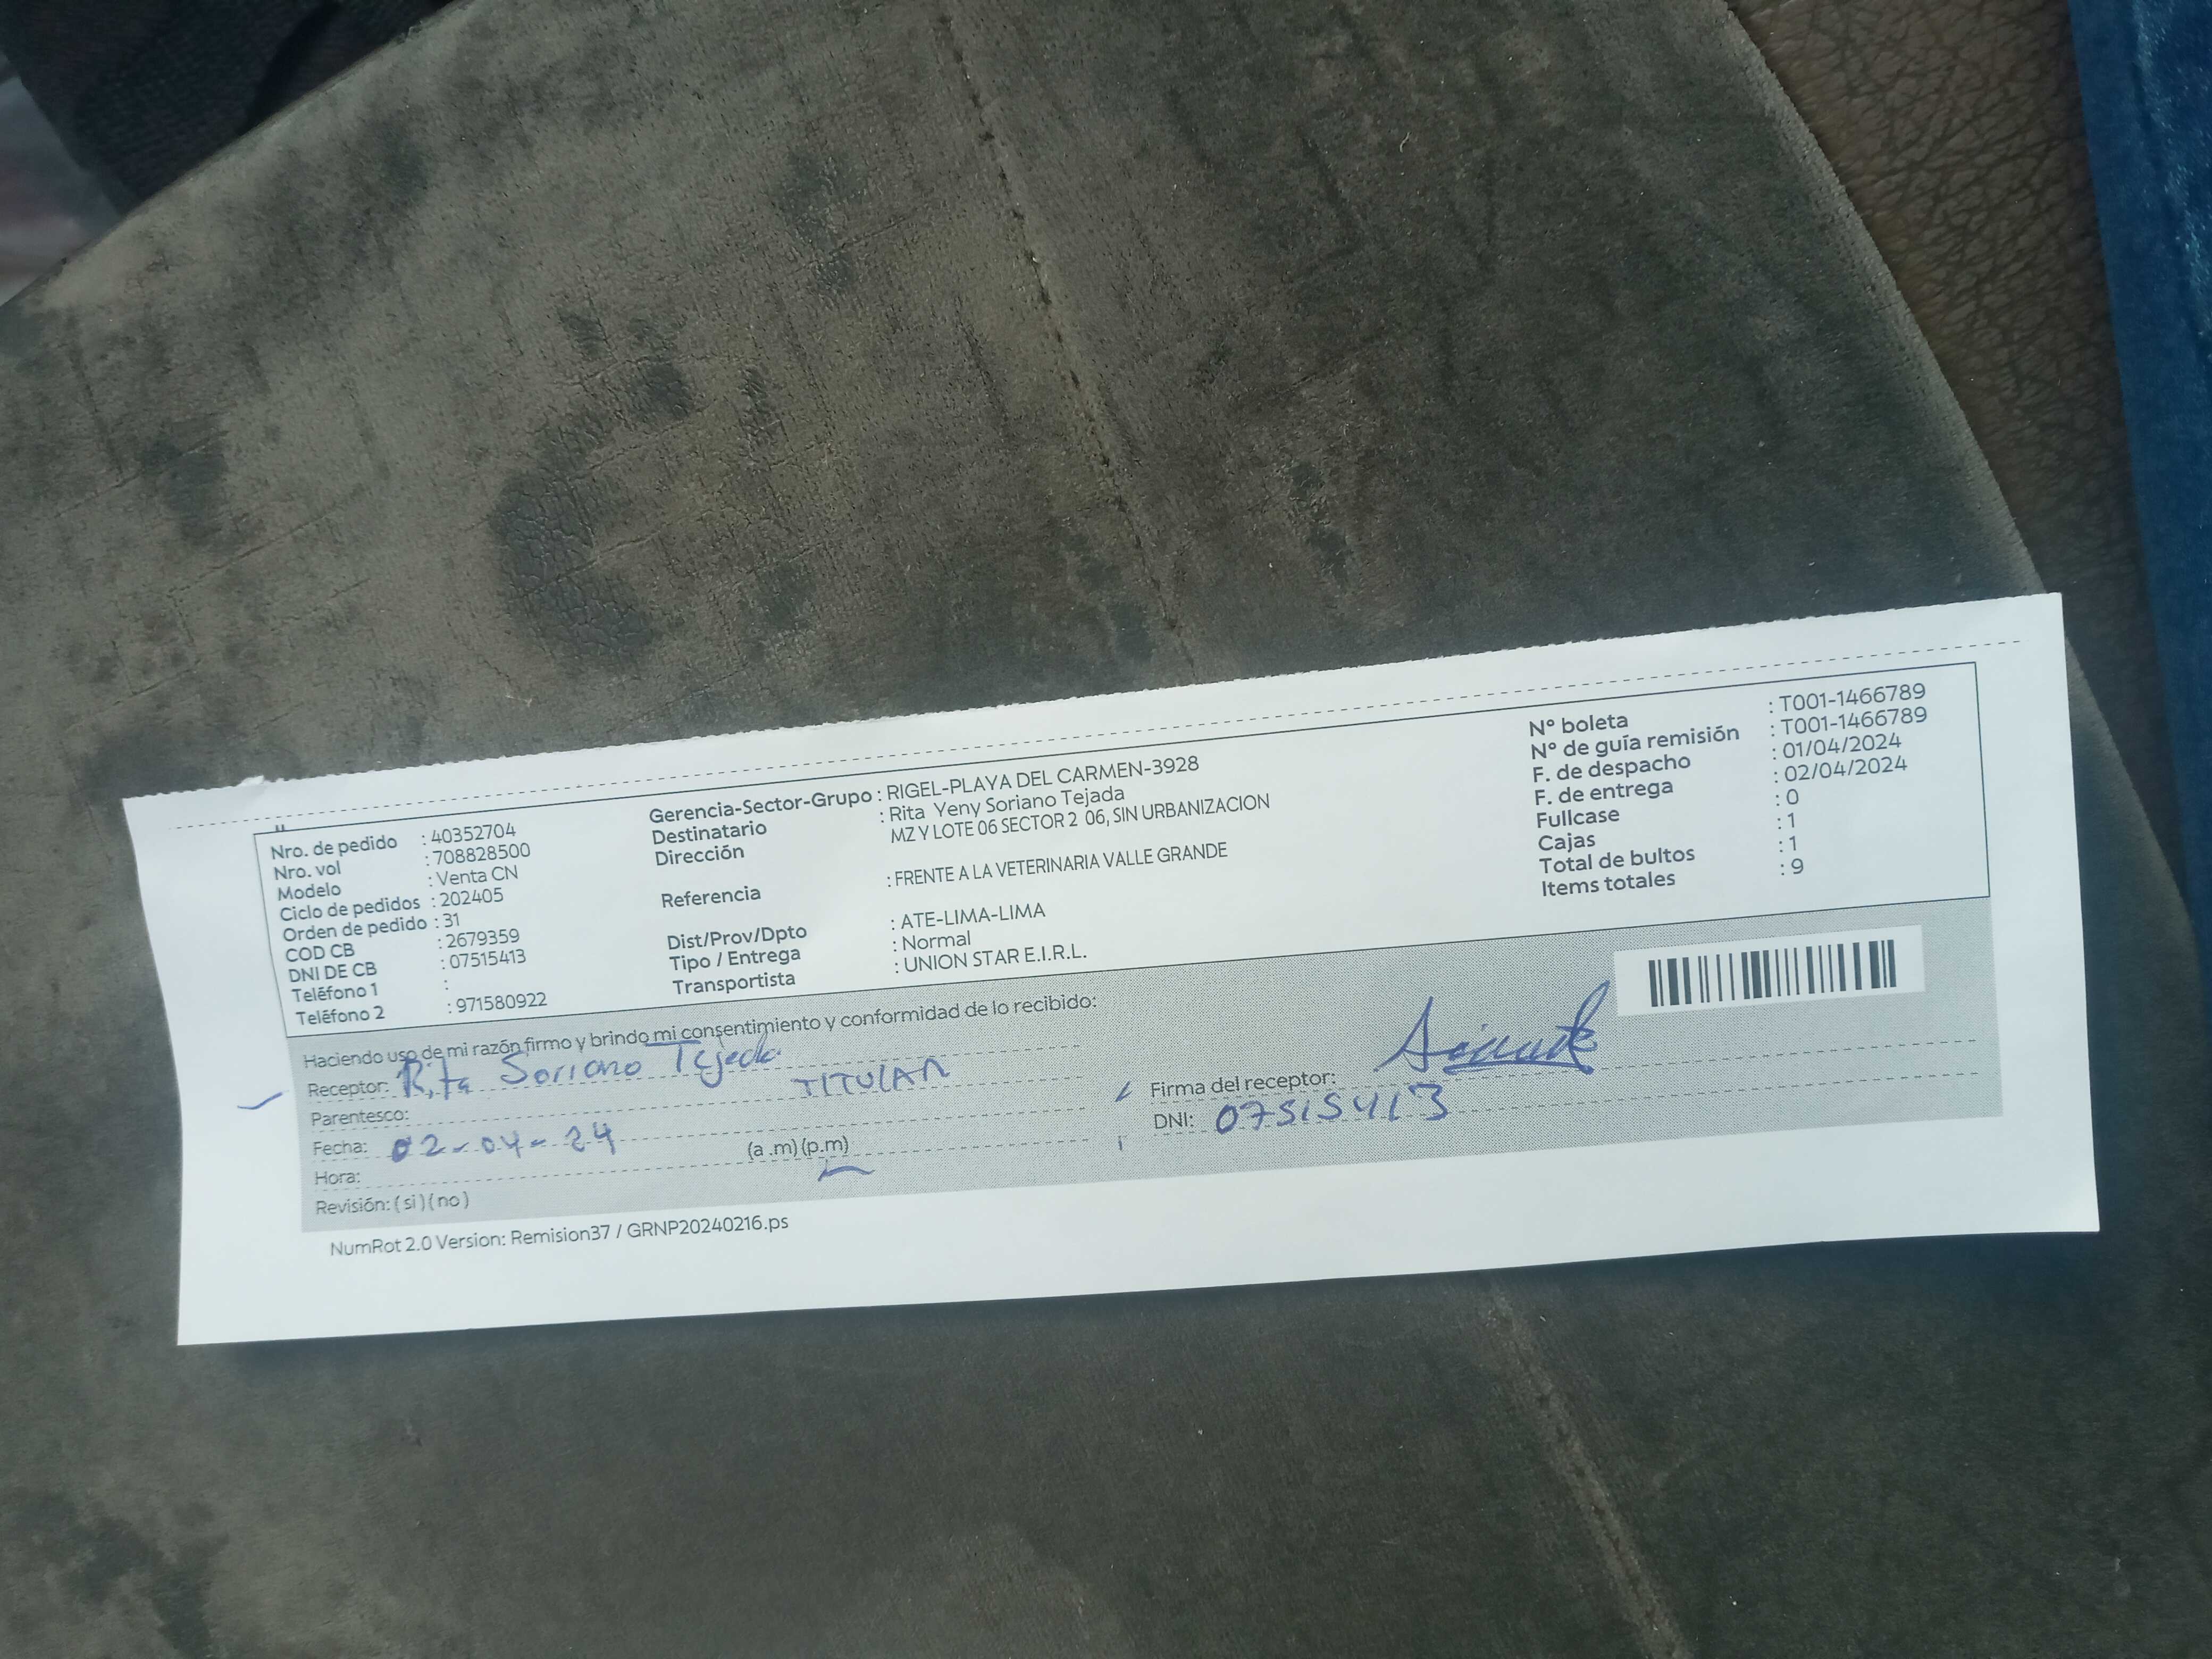 Nro. de pedido : 40352704
Nro. vol : 708828500
Modelo : Venta CN
Ciclo de pedidos : 202405
Orden de pedido : 31
COD CB : 2679359
DNI DE CB : 07515413
Teléfono 1 :
Teléfono 2 : 971580922
Gerencia-Sector-Grupo : RIGEL-PLAYA DEL CARMEN-3928
Destinatario : Rita Yeny Soriano Tejada
Dirección MZ Y LOTE 06 SECTOR 2 06, SIN URBANIZACION
Referencia : FRENTE A LA VETERINARIA VALLE GRANDE
Dist/Prov/Dpto : ATE-LIMA-LIMA
Tipo / Entrega : Normal
Transportista : UNION STAR E.I.R.L.
N° boleta : T001-1466789
N° de guía remisión : T001-1466789
F. de despacho : 01/04/2024
F. de entrega : 02/04/2024
Fullcase : 0
Cajas : 1
Total de bultos : 1
Items totales : 9
Haciendo uso de mi razón firmo y brindo mi consentimiento y conformidad de lo recibido:
Receptor: Rita Soriano Tejada
Parentesco: TITULAR
Fecha: 02-04-24
Hora: (a .m) (p.m)
Revisión: ( si ) ( no )
Firma del receptor:
DNI: 07515413
NumRot 2.0 Version: Remision37 / GRNP20240216.ps